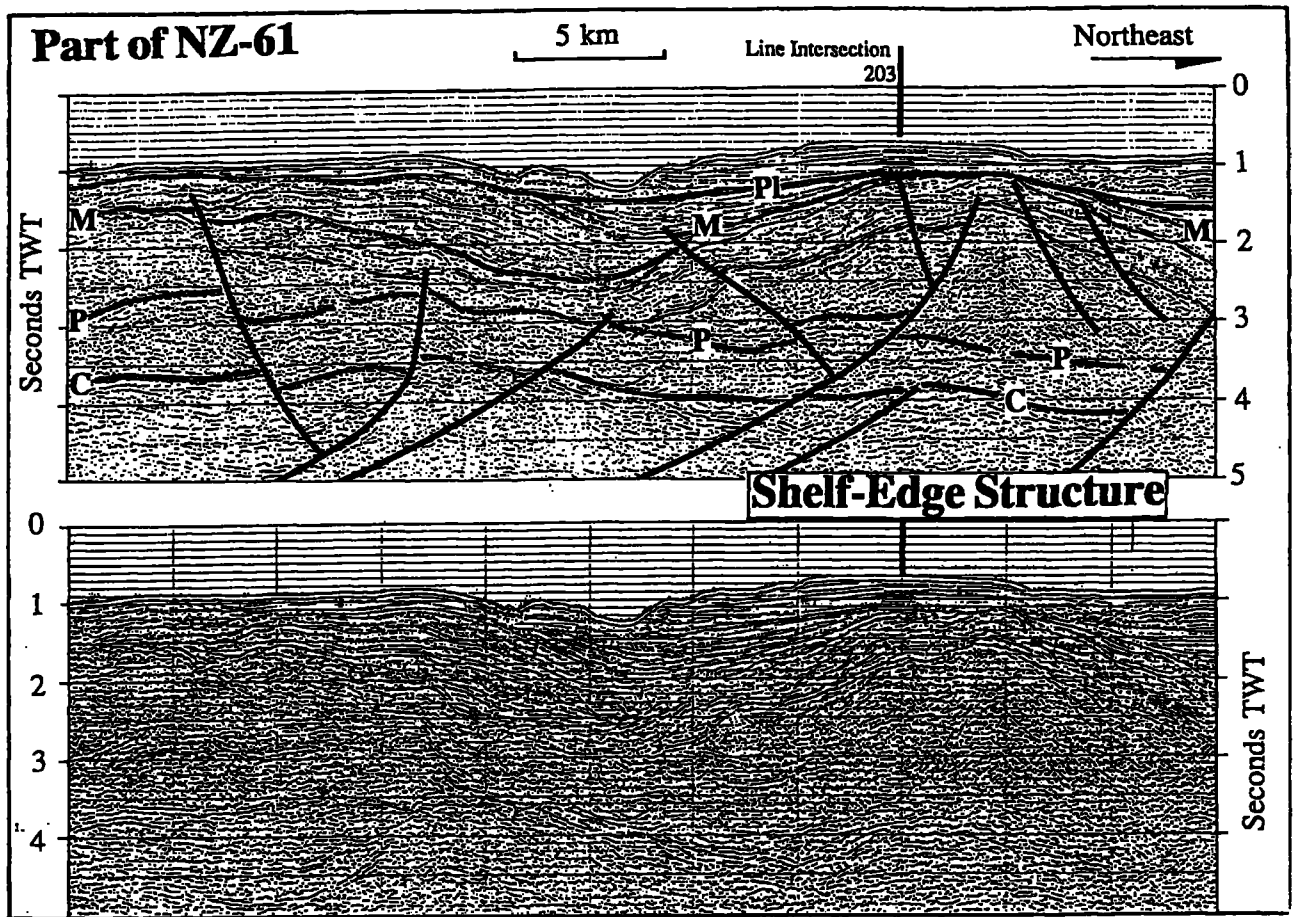 Part of NZ-61
5 km
Line Intersection
203
Northeast
0
1
2
3
4
5
Seconds TWT
M
P
C
Pl
M
M
P
P
C
Shelf-Edge Structure
0
1
2
3
4
Seconds TWT